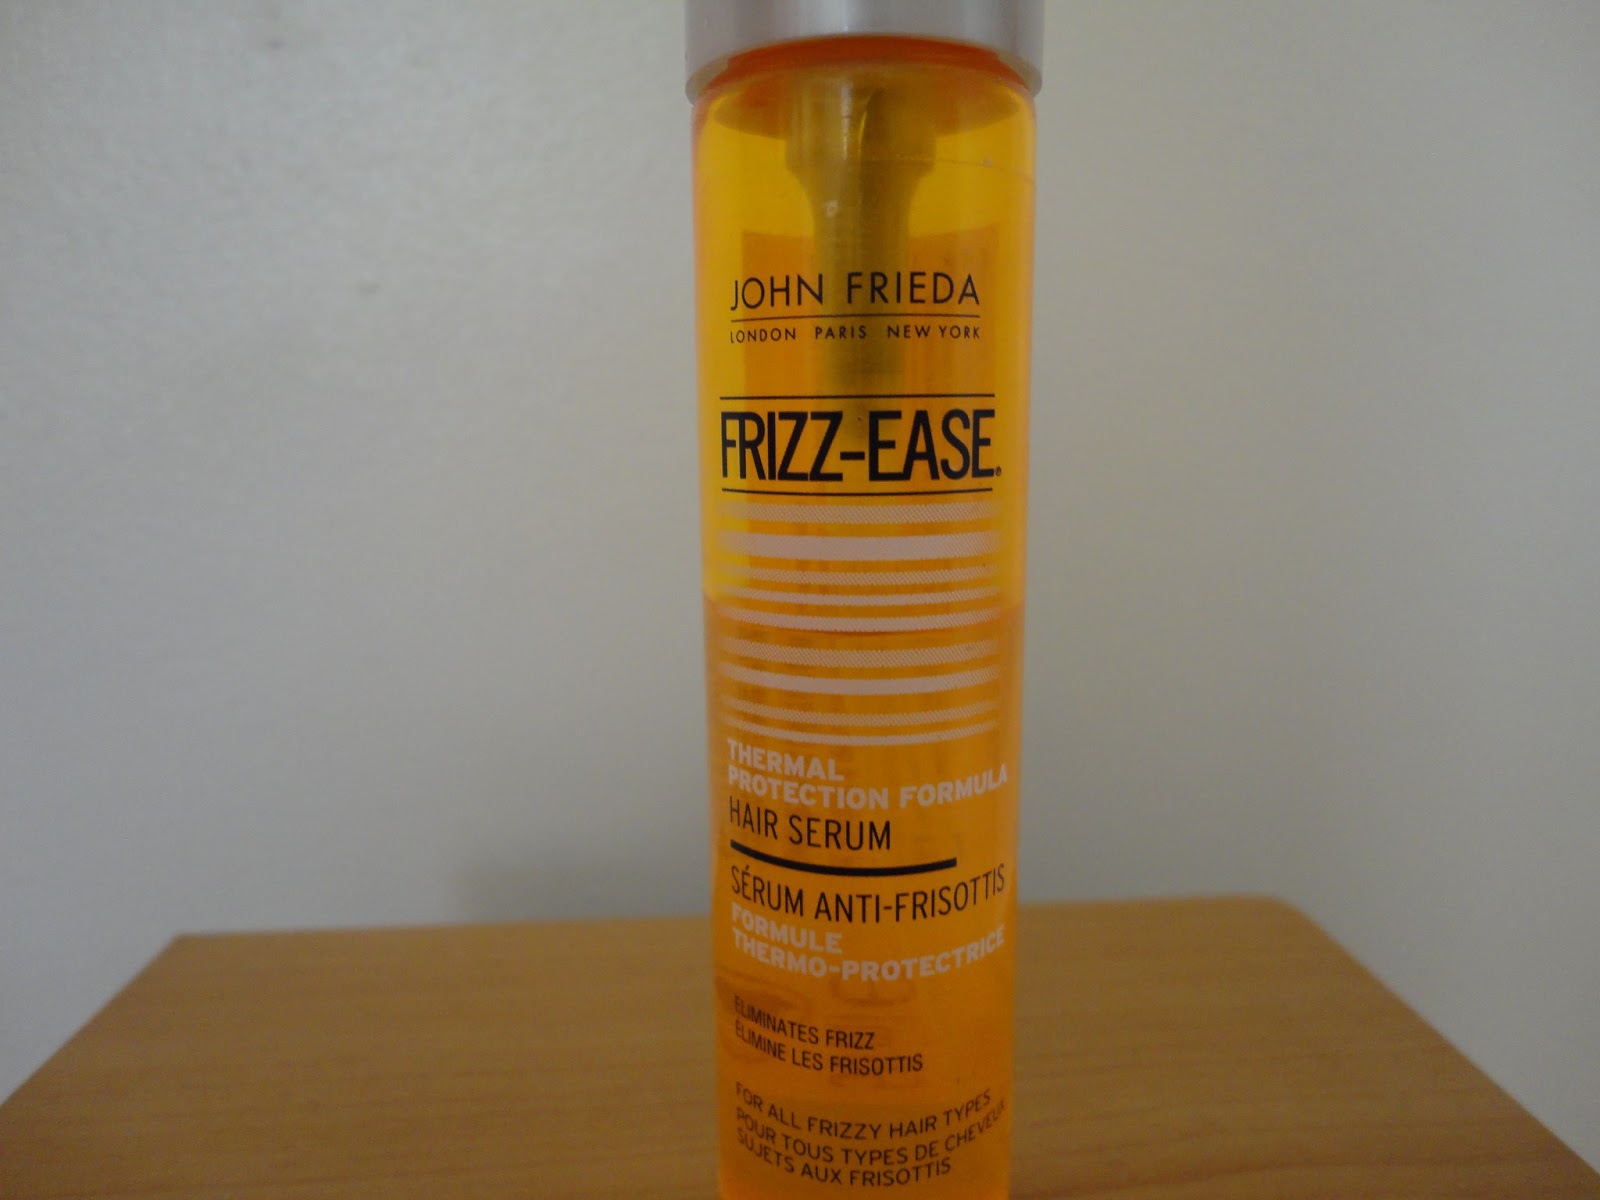 JOHN FRIEDA
LONDON PARIS NEW YORK
FRIZZ-EASE®
THERMAL
PROTECTION FORMULA
HAIR SERUM
SÉRUM ANTI-FRISOTTIS
FORMULE
THERMO-PROTECTRICE
ELIMINATES FRIZZ
ÉLIMINE LES FRISOTTIS
FOR ALL FRIZZY HAIR TYPES
POUR TOUS TYPES DE CHEVEUX
SUJETS AUX FRISOTTIS